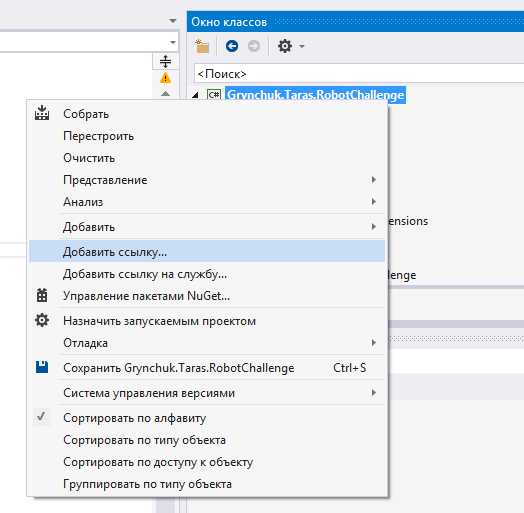 Окно классов
<Поиск>
C# Grynchuk.Taras.RobotChallenge
Собрать
Перестроить
Очистить
Представление
Анализ
Добавить
ensions
Добавить ссылку...
Добавить ссылку на службу...
lenge
Управление пакетами NuGet...
Назначить запускаемым проектом
Отладка
Сохранить Grynchuk.Taras.RobotChallenge Ctrl+S
Система управления версиями
Сортировать по алфавиту
Сортировать по типу объекта
Сортировать по доступу к объекту
Группировать по типу объекта